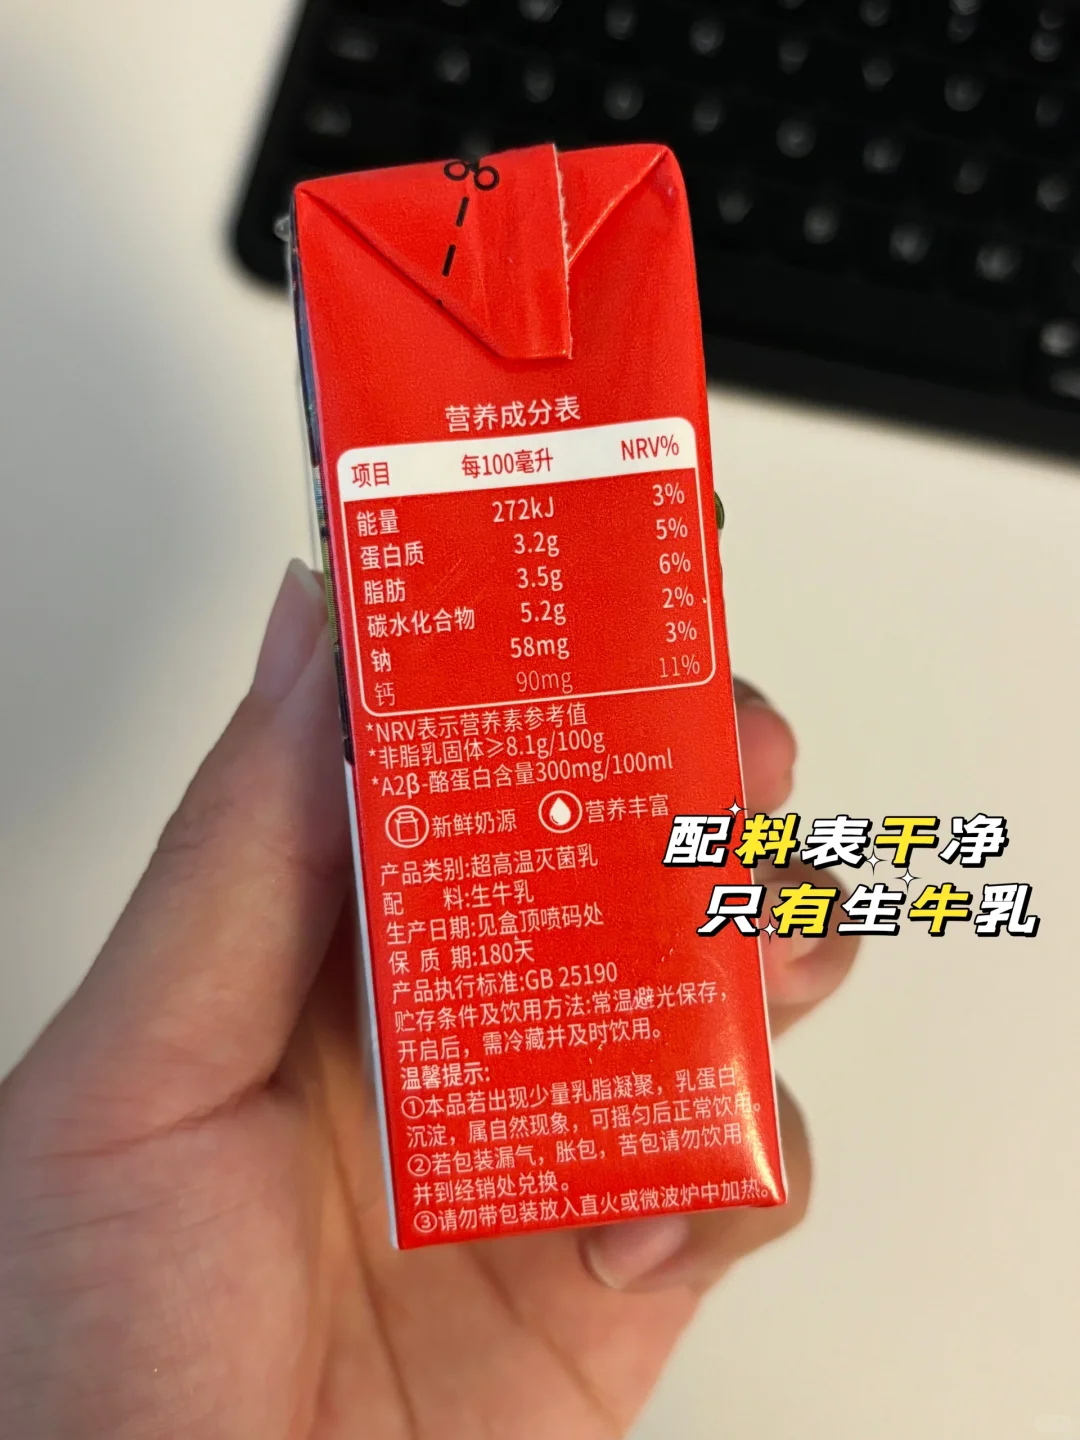 营养成分表
项目 每100毫升 NRV%
能量 272kJ 3%
蛋白质 3.2g 5%
脂肪 3.5g 6%
碳水化合物 5.2g 2%
钠 58mg 3%
钙 90mg 11%
*NRV表示营养素参考值
*非脂乳固体≥8.1g/100g
*A2β-酪蛋白含量300mg/100ml
新鲜奶源 营养丰富
产品类别:超高温灭菌乳
配 料:生牛乳
生产日期:见盒顶喷码处
保 质 期:180天
产品执行标准:GB 25190
贮存条件及饮用方法:常温避光保存，
开启后，需冷藏并及时饮用。
温馨提示:
①本品若出现少量乳脂凝聚，乳蛋白
沉淀，属自然现象，可摇匀后正常饮用。
②若包装漏气，胀包，苦包请勿饮用
并到经销处兑换。
③请勿带包装放入直火或微波炉中加热。
配料表干净
只有生牛乳